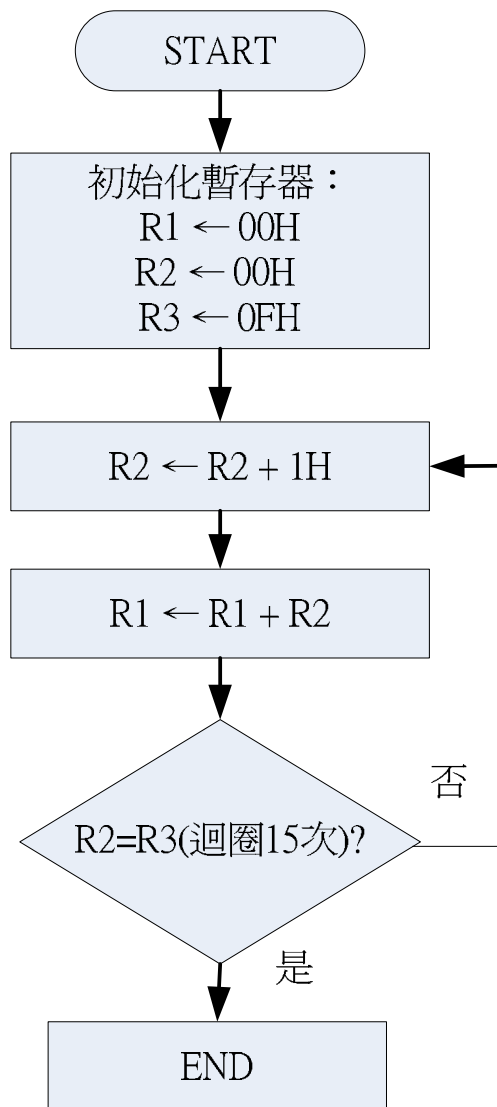 START
初始化暫存器：
R1 ← 00H
R2 ← 00H
R3 ← 0FH
R2 ← R2 + 1H
R1 ← R1 + R2
否
R2=R3(迴圈15次)?
是
END